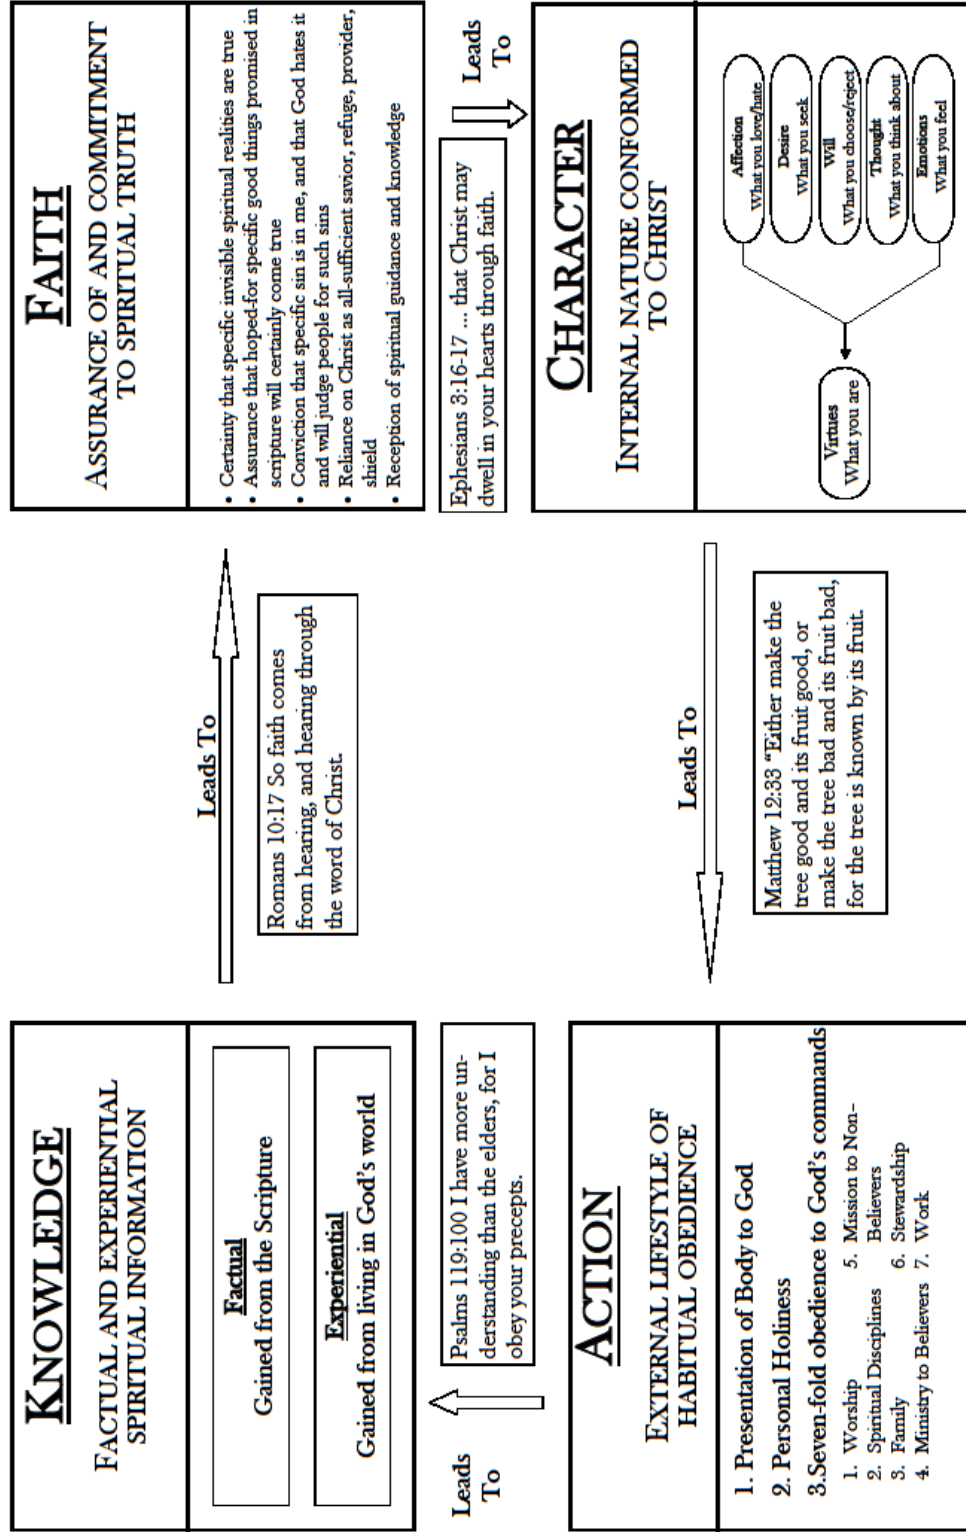 KNOWLEDGE
FACTUAL AND EXPERIENTIAL
SPIRITUAL INFORMATION
Factual
Gained from the Scripture
Experiential
Gained from living in God's world
Leads To
Romans 10:17 So faith comes
from hearing, and hearing through
the word of Christ.
FAITH
ASSURANCE OF AND COMMITMENT
TO SPIRITUAL TRUTH
• Certainty that specific invisible spiritual realities are true
• Assurance that hoped-for specific good things promised in
scripture will certainly come true
• Conviction that specific sin is in me, and that God hates it
and will judge people for such sins
• Reliance on Christ as all-sufficient savior, refuge, provider,
shield
• Reception of spiritual guidance and knowledge
Ephesians 3:16-17 ... that Christ may
dwell in your hearts through faith.
Leads
To
CHARACTER
INTERNAL NATURE CONFORMED
TO CHRIST
Virtues
What you are
Affection
What you love/hate
Desire
What you seek
Will
What you choose/reject
Thought
What you think about
Emotions
What you feel
Leads To
Matthew 12:33 "Either make the
tree good and its fruit good, or
make the tree bad and its fruit bad,
for the tree is known by its fruit.
ACTION
EXTERNAL LIFESTYLE OF
HABITUAL OBEDIENCE
1. Presentation of Body to God
2. Personal Holiness
3.Seven-fold obedience to God's commands
1. Worship
2. Spiritual Disciplines
3. Family
4. Ministry to Believers
5. Mission to Non-
Believers
6. Stewardship
7. Work
Leads
To
Psalms 119:100 I have more un-
derstanding than the elders, for I
obey your precepts.